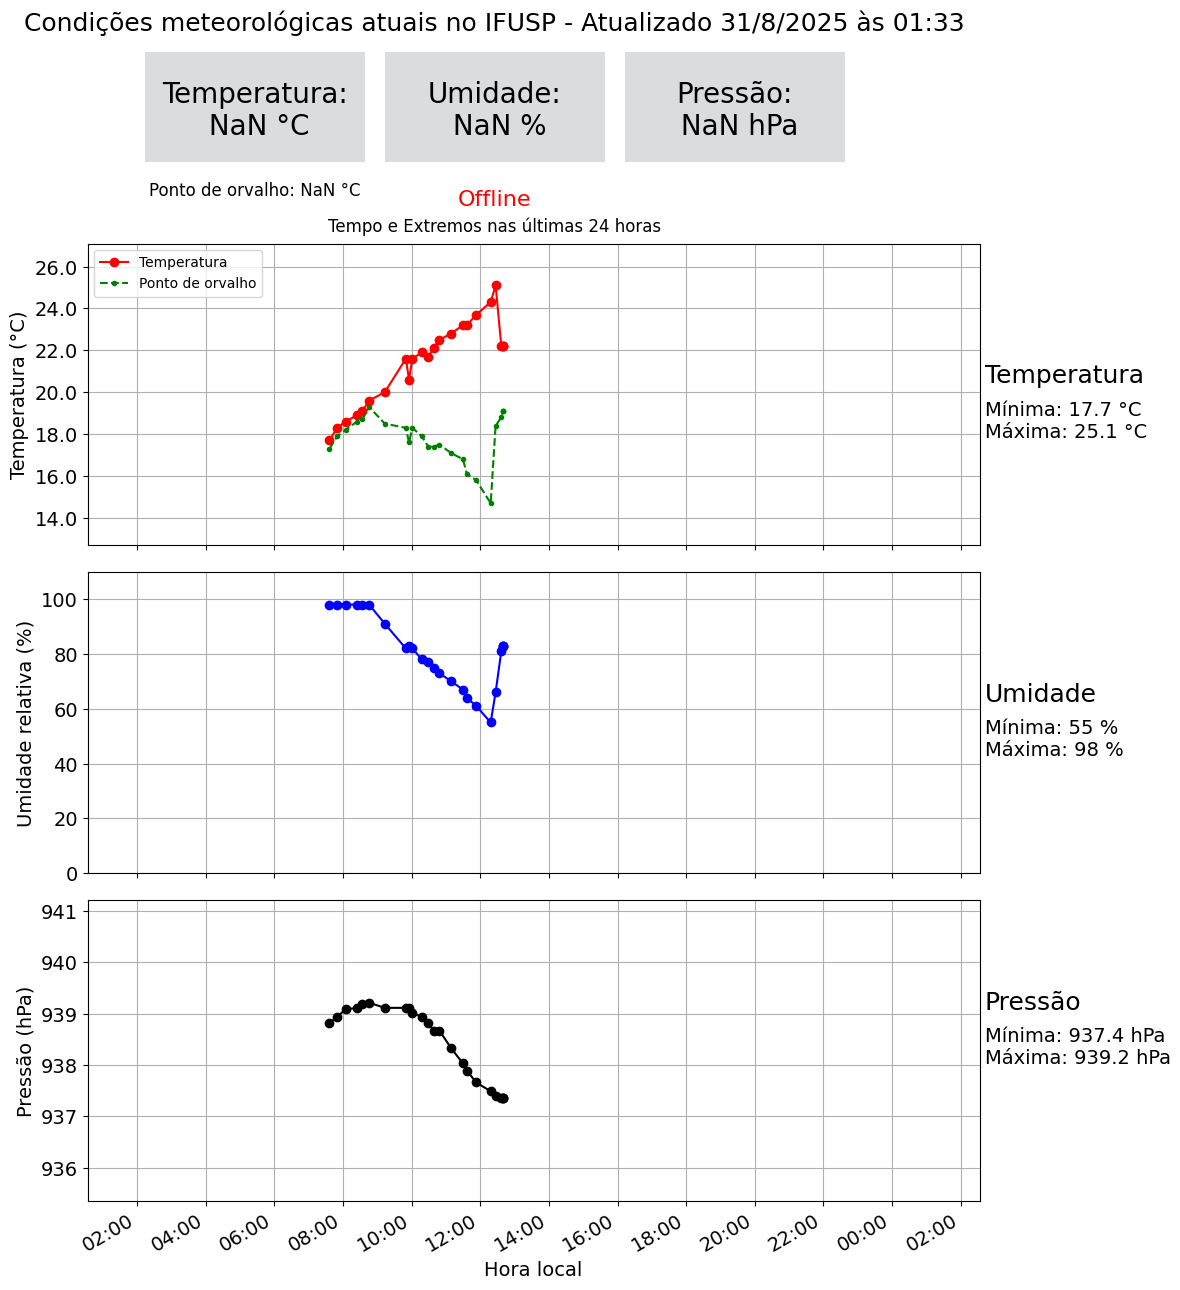 Condições meteorológicas atuais no IFUSP - Atualizado 31/8/2025 às 01:33
Temperatura:
NaN °C
Umidade:
NaN %
Pressão:
NaN hPa
Ponto de orvalho: NaN °C
Offline
Tempo e Extremos nas últimas 24 horas
Temperatura
Ponto de orvalho
Temperatura (°C)
26.0
24.0
22.0
20.0
18.0
16.0
14.0
Temperatura
Mínima: 17.7 °C
Máxima: 25.1 °C
Umidade relativa (%)
100
80
60
40
20
0
Umidade
Mínima: 55 %
Máxima: 98 %
Pressão (hPa)
941
940
939
938
937
936
Pressão
Mínima: 937.4 hPa
Máxima: 939.2 hPa
02:00 04:00 06:00 08:00 10:00 12:00 14:00 16:00 18:00 20:00 22:00 00:00 02:00
Hora local